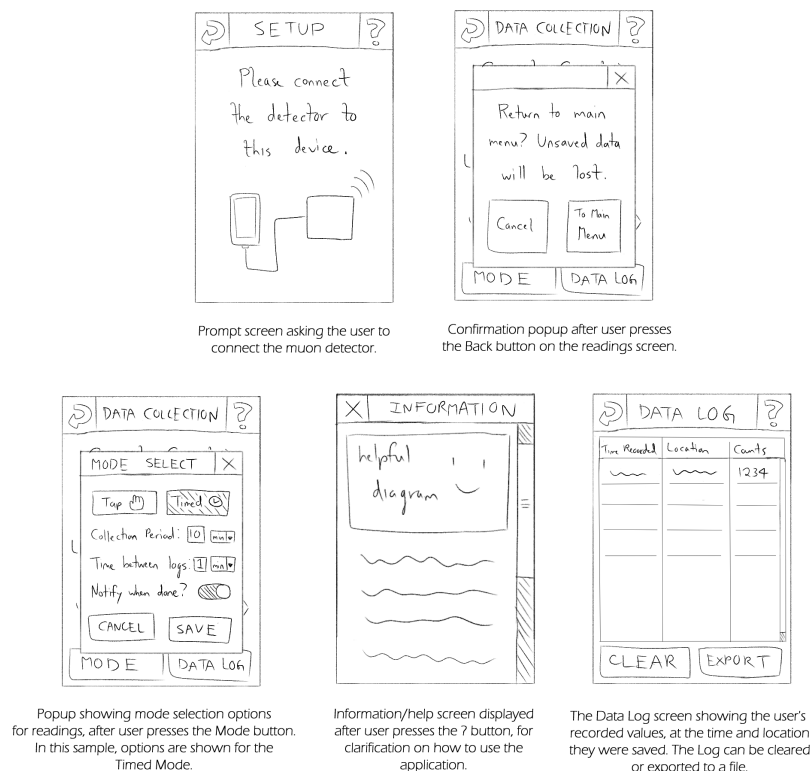 SETUP ?
Please connect
the detector to
this device.
Prompt screen asking the user to
connect the muon detector.
DATA COLLECTION ?
X
Return to main
menu? Unsaved data
will be lost.
Cancel
To Main
Menu
MODE DATA LOG
Confirmation popup after user presses
the Back button on the readings screen.
DATA COLLECTION ?
MODE SELECT X
Tap Timed
Collection Period: 10 mn
Time between logs: 1 mn
Notify when done?
CANCEL SAVE
MODE DATA LOG
Popup showing mode selection options
for readings, after user presses the Mode button.
In this sample, options are shown for the
Timed Mode.
X INFORMATION
helpful
diagram
Information/help screen displayed
after user presses the ? button, for
clarification on how to use the
application.
DATA LOG ?
Time Recorded Location Counts
1234
CLEAR EXPORT
The Data Log screen showing the user's
recorded values, at the time and location
they were saved. The Log can be cleared
or exported to a file.